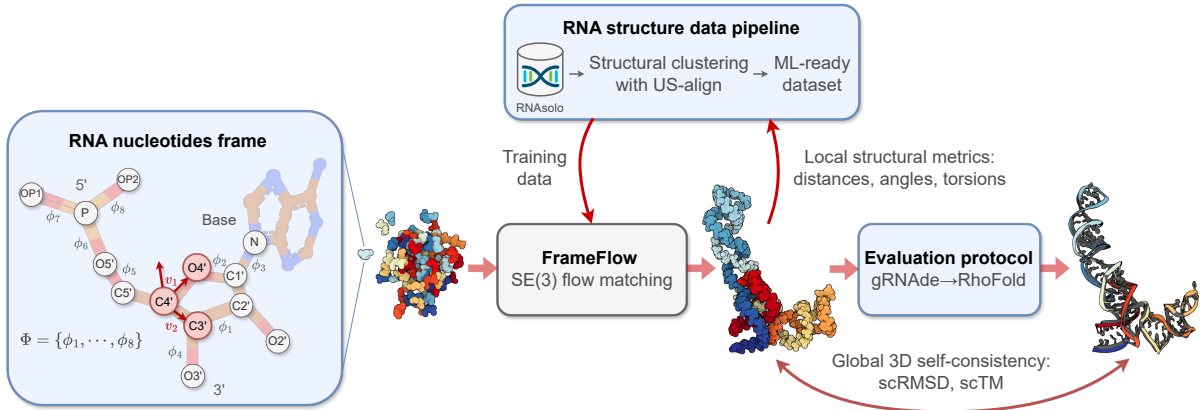 RNA structure data pipeline
RNAsolo
Structural clustering
with US-align
ML-ready
dataset
RNA nucleotides frame
OP1
5'
OP2
ϕ7
P
ϕ8
ϕ6
Base
N
O5'
ϕ5
O4'
ϕ2
C1'
ϕ3
v1
C5'
C4'
v2
C3'
ϕ1
C2'
Φ = {ϕ1, ⋯, ϕ8}
ϕ4
O2'
O3'
3'
Training
data
Local structural metrics:
distances, angles, torsions
FrameFlow
SE(3) flow matching
Evaluation protocol
gRNAde→RhoFold
Global 3D self-consistency:
scRMSD, scTM